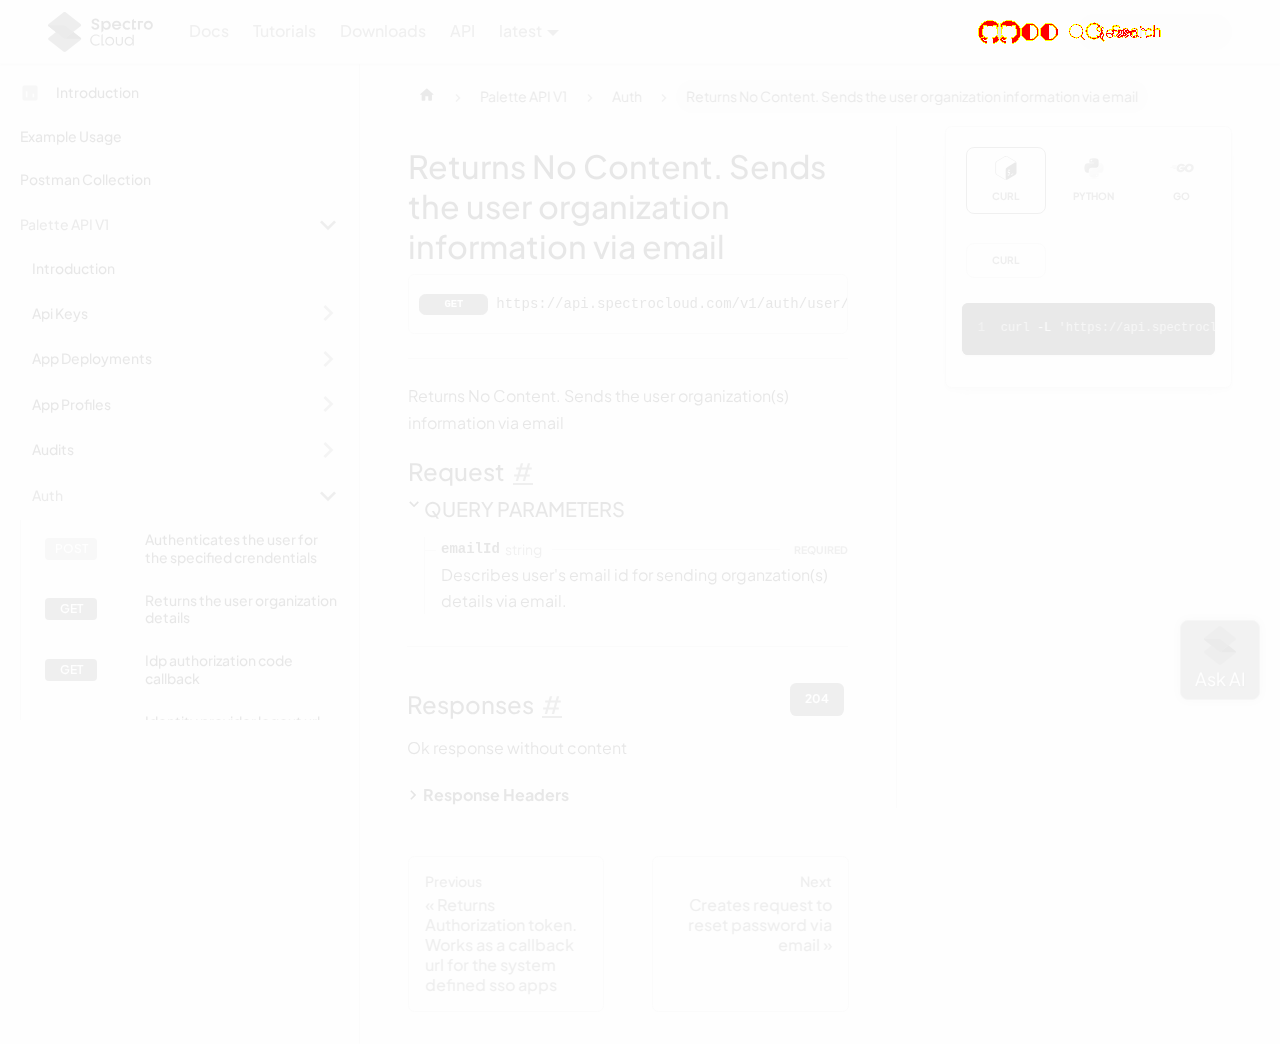 Spectro Cloud
Docs
Tutorials
Downloads
API
latest
Introduction
Example Usage
Postman Collection
Palette API V1
Introduction
Api Keys
App Deployments
App Profiles
Audits
Auth
POST
Authenticates the user for
the specified crendentials
GET
Returns the user organization
details
GET
Idp authorization code
callback
Palette API V1
Auth
Returns No Content. Sends the user organization information via email
Returns No Content. Sends
the user organization
information via email
GET https://api.spectrocloud.com/v1/auth/user/
Returns No Content. Sends the user organization(s)
information via email
Request #
QUERY PARAMETERS
emailId string REQUIRED
Describes user's email id for sending organzation(s)
details via email.
Responses #
204
Ok response without content
Response Headers
Previous
« Returns
Authorization token.
Works as a callback
url for the system
defined sso apps
Next
Creates request to
reset password via
email »
CURL
PYTHON
GO
GO
CURL
1 curl -L 'https://api.spectrocl
Ask AI